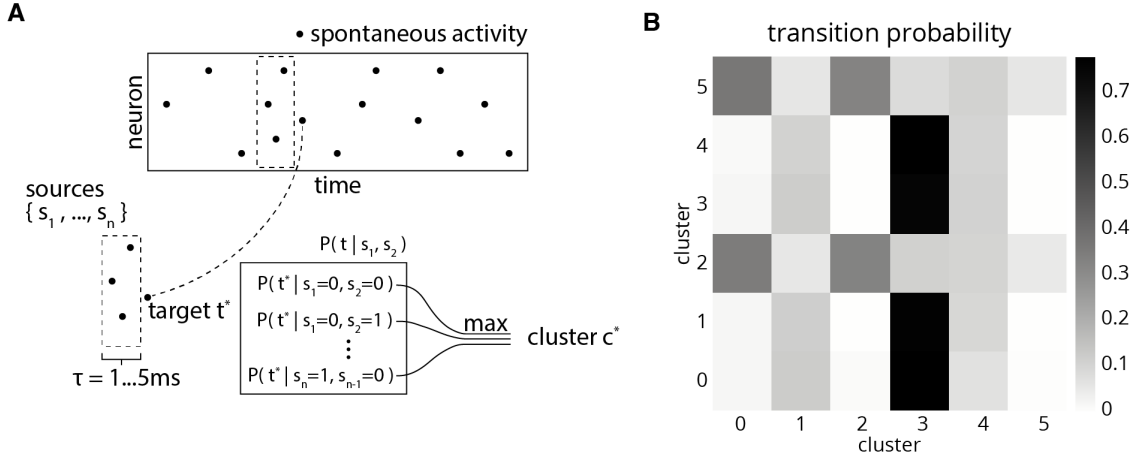 A
• spontaneous activity
neuron
time
sources
{ s1 , ..., sn }
target t*
τ = 1...5ms
P( t | s1, s2 )
P( t* | s1=0, s2=0 )
P( t* | s1=0, s2=1 )
P( t* | sn=1, sn-1=0 )
max
cluster c*
B
transition probability
cluster
5
4
3
2
1
0
0 1 2 3 4 5
cluster
0.7
0.6
0.5
0.4
0.3
0.2
0.1
0